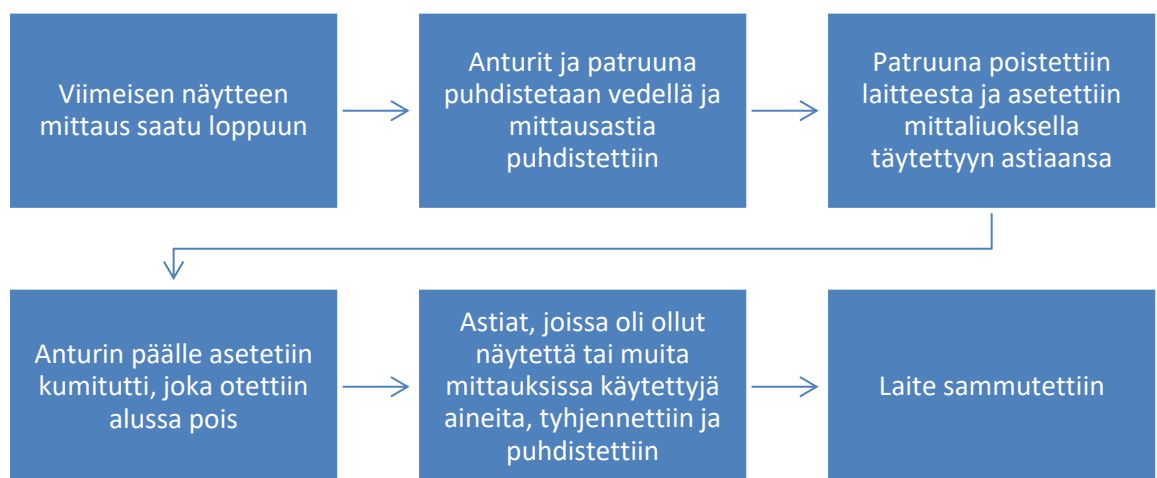 Viimeisen näytteen
mittaus saatu loppuun
Anturit ja patruuna
puhdistetaan vedellä ja
mittausastia
puhdistettiin
Patruuna poistettiin
laitteesta ja asetettiin
mittaliuoksella
täytettyyn astiaansa
Anturin päälle asetetiin
kumitutti, joka otettiin
alussa pois
Astiat, joissa oli ollut
näytettä tai muita
mittauksissa käytettyjä
aineita, tyhjennettiin ja
puhdistettiin
Laite sammutettiin